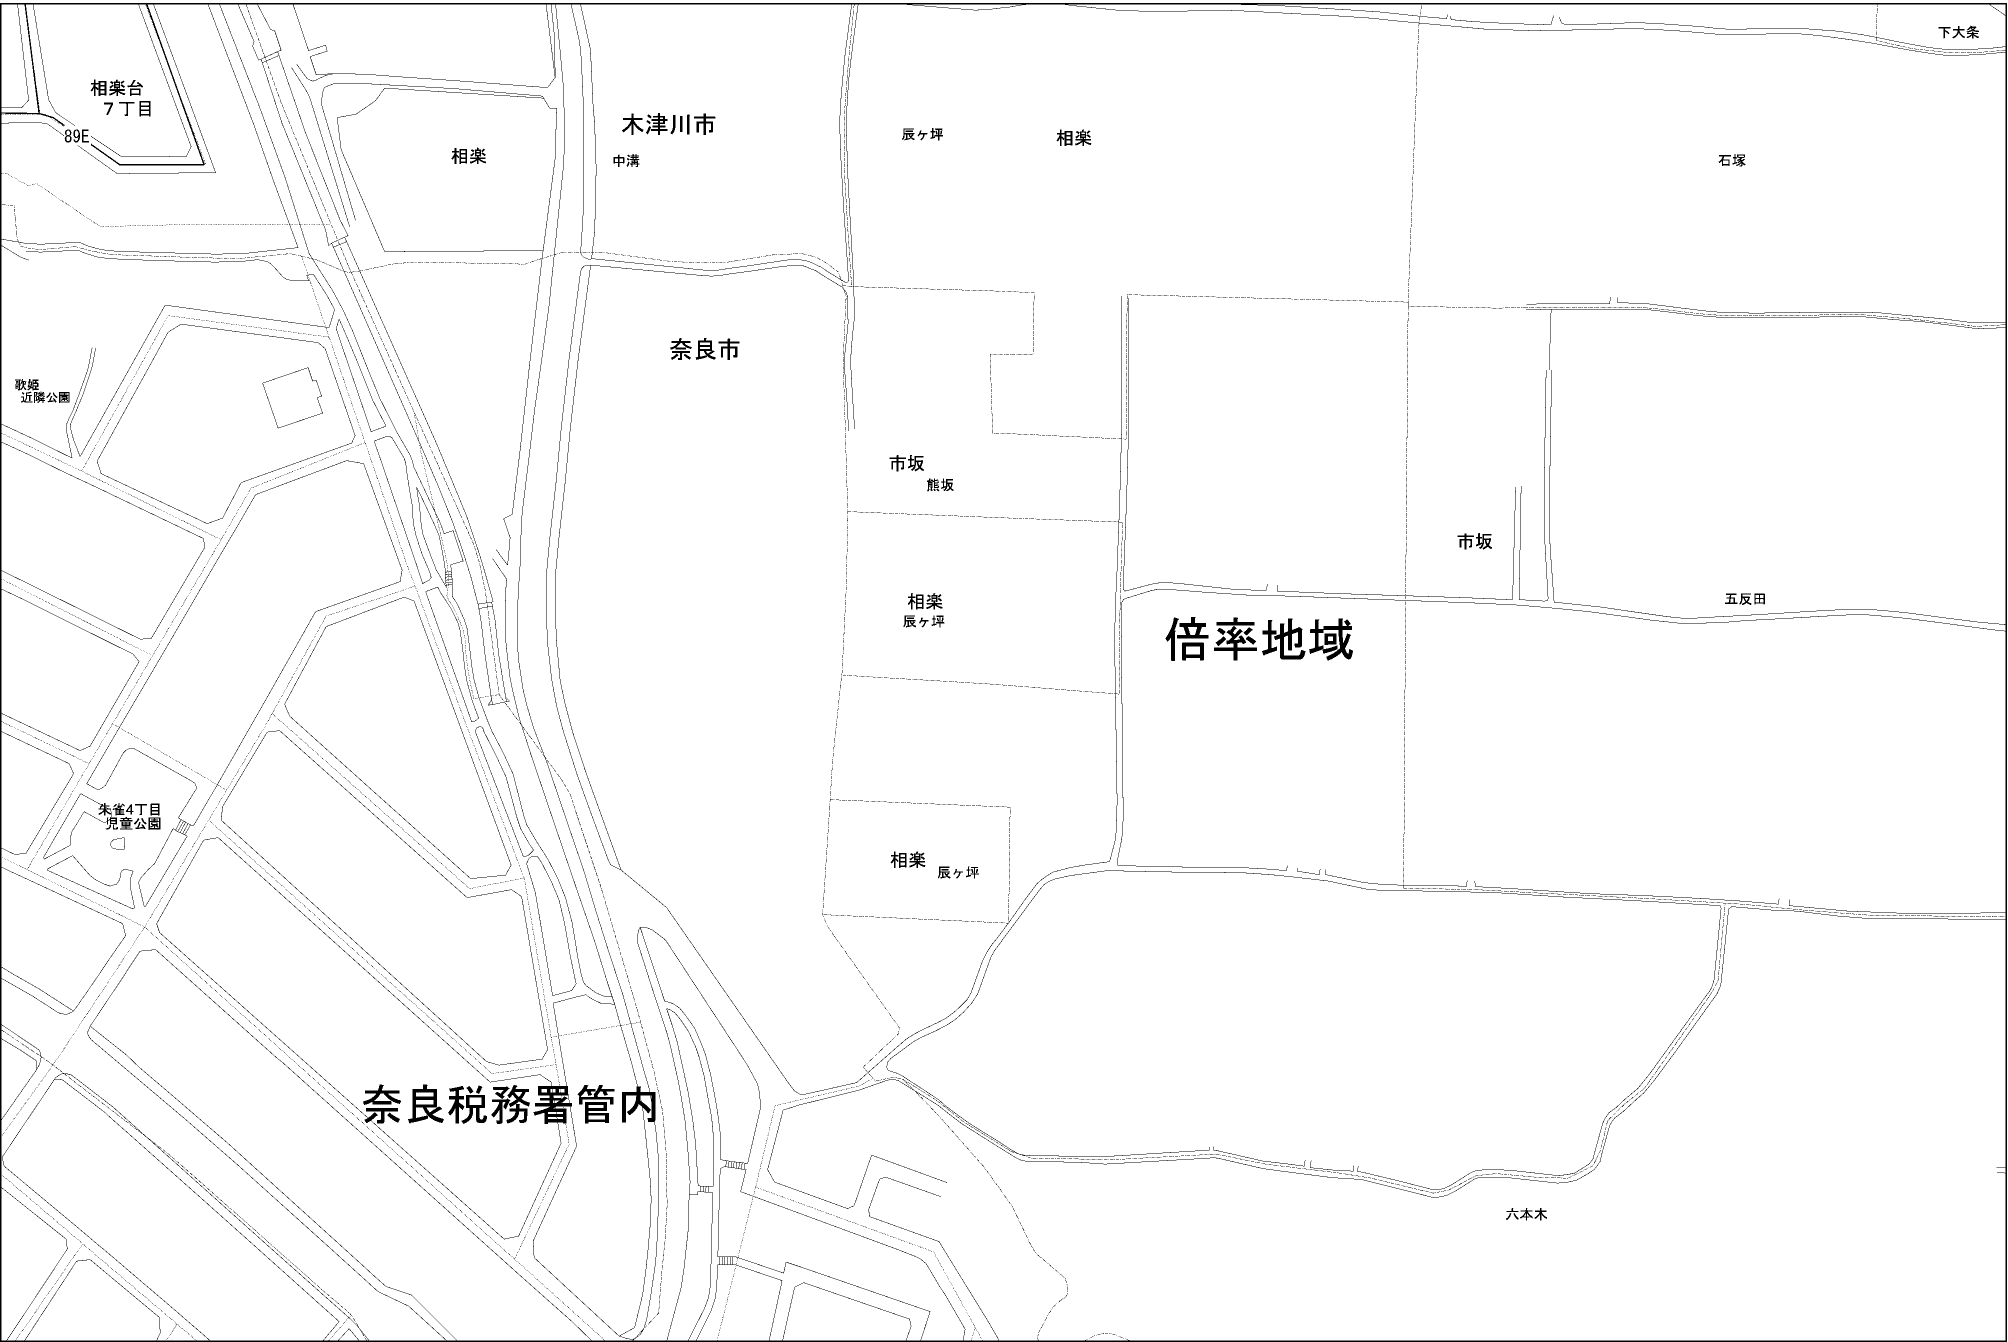 下大条
相楽台
７丁目
89E
木津川市
中溝
相楽
辰ヶ坪
相楽
石塚
奈良市
歌姫
近隣公園
市坂
熊坂
市坂
相楽
辰ヶ坪
五反田
倍率地域
朱雀4丁目
児童公園
相楽
辰ヶ坪
奈良税務署管内
六本木